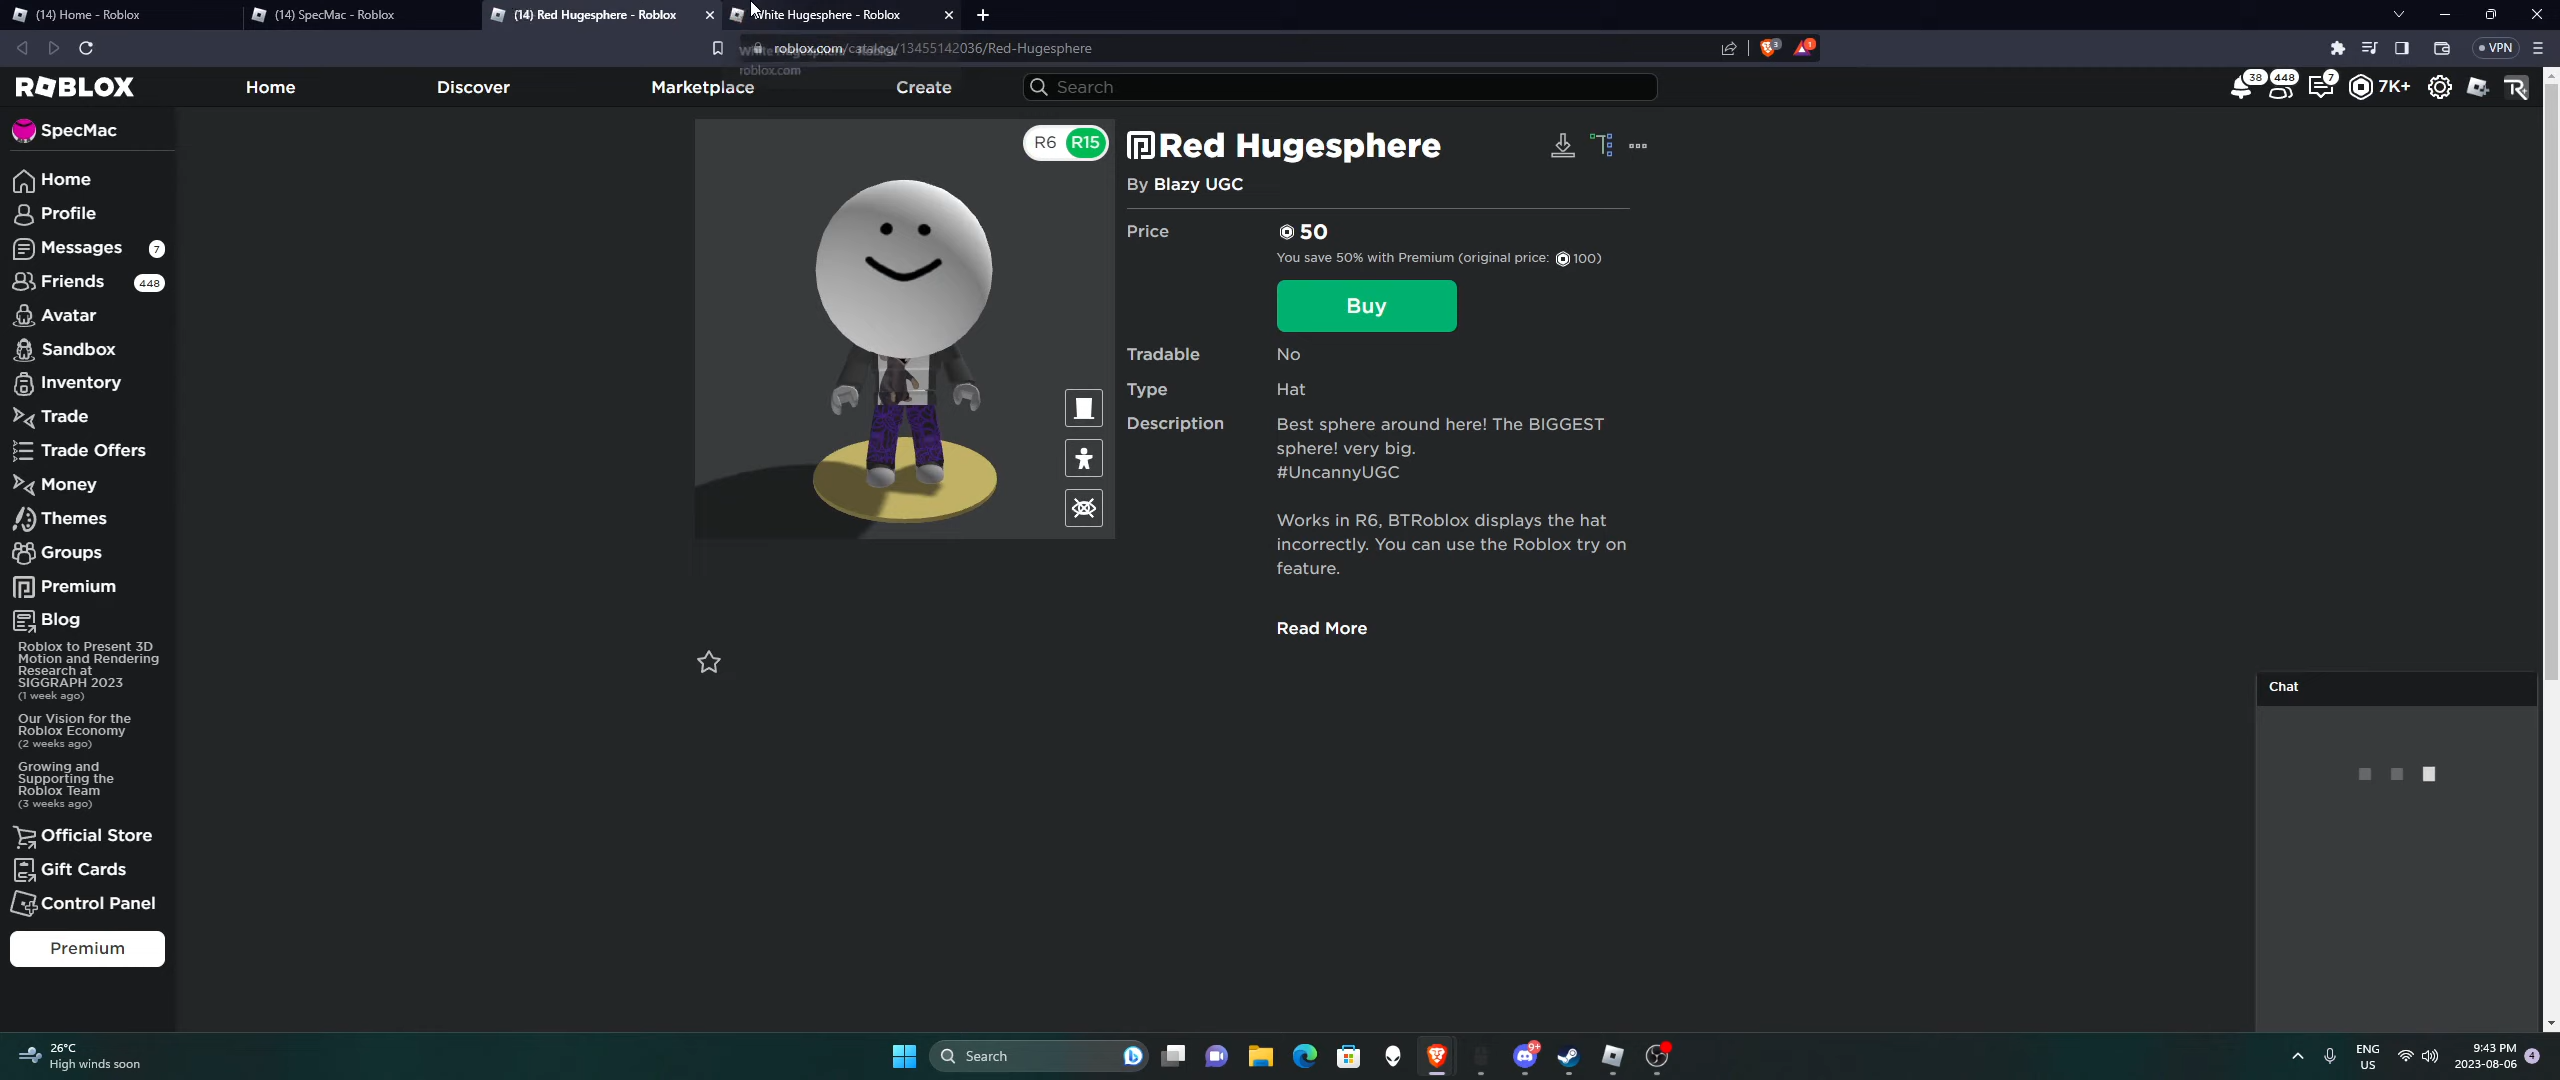 (14) Home - Roblox
(14) SpecMac - Roblox
(14) Red Hugesphere - Roblox
White Hugesphere - Roblox
roblox.com/catalog/13455142036/Red-Hugesphere
3
1
VPN
roblox.com
ROBLOX
Home
Discover
Marketplace
Create
Search
38
448
7
7K+
SpecMac
Home
Profile
Messages 7
Friends 448
Avatar
Sandbox
Inventory
Trade
Trade Offers
Money
Themes
Groups
Premium
Blog
Roblox to Present 3D
Motion and Rendering
Research at
SIGGRAPH 2023
(1 week ago)
Our Vision for the
Roblox Economy
(2 weeks ago)
Growing and
Supporting the
Roblox Team
(3 weeks ago)
Official Store
Gift Cards
Control Panel
Premium
R6 R15
Red Hugesphere
By Blazy UGC
Price 50
You save 50% with Premium (original price: 100)
Buy
Tradable No
Type Hat
Description Best sphere around here! The BIGGEST
sphere! very big.
#UncannyUGC
Works in R6, BTRoblox displays the hat
incorrectly. You can use the Roblox try on
feature.
Read More
Chat
26°C
High winds soon
Search
9+
ENG
US
9:43 PM
2023-08-06
4